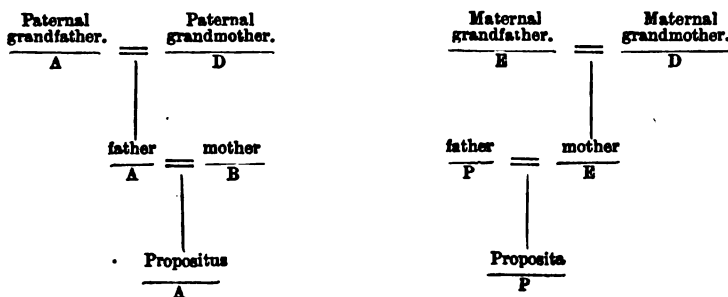 Paternal grandfather. A = Paternal grandmother. D
father A = mother B
Propositus A
Maternal grandfather. E = Maternal grandmother. D
father P = mother E
Proposita P